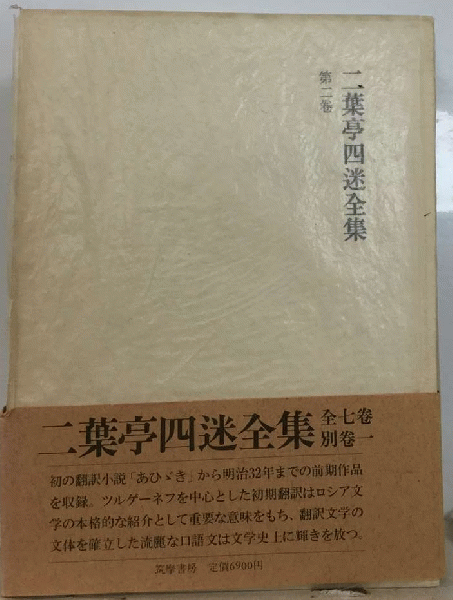 二葉亭四迷全集
第二巻
二葉亭四迷全集 全七巻
別巻一
初の翻訳小説「あひゞき」から明治32年までの前期作品
を収録。ツルゲーネフを中心とした初期翻訳はロシア文
学の本格的な紹介として重要な意味をもち、翻訳文学の
文体を確立した流麗な口語文は文学史上に輝きを放つ。
筑摩書房 定価6900円